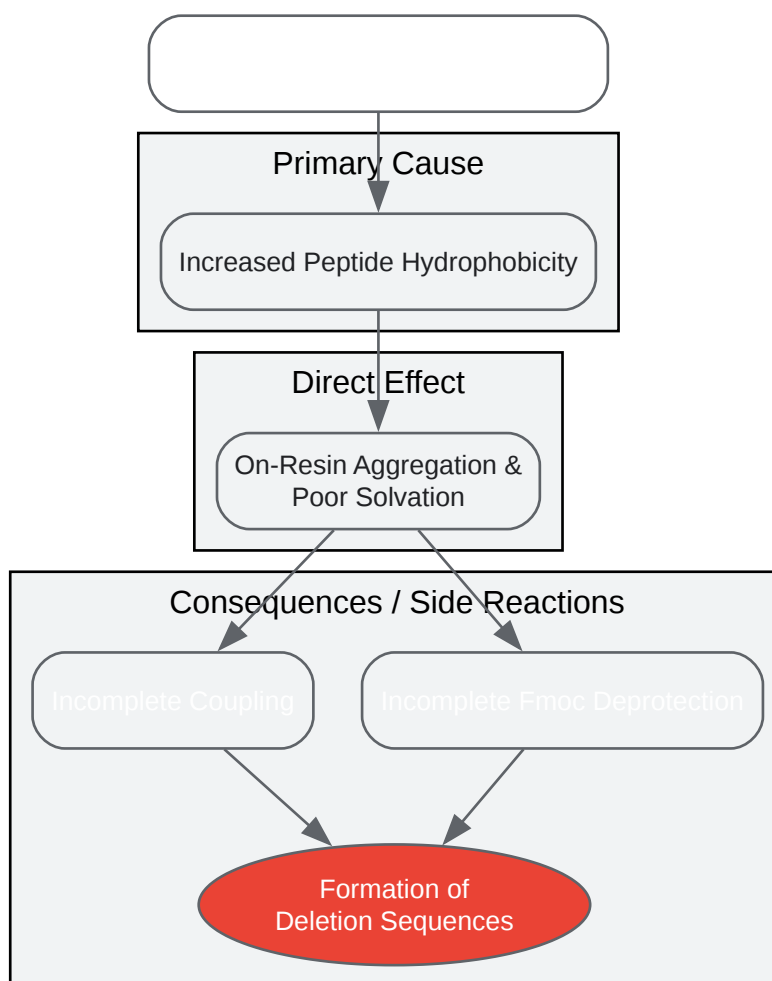 Primary Cause
Increased Peptide Hydrophobicity
Direct Effect
On-Resin Aggregation &
Poor Solvation
Consequences / Side Reactions
Incomplete Coupling
Incomplete Fmoc Deprotection
Formation of
Deletion Sequences